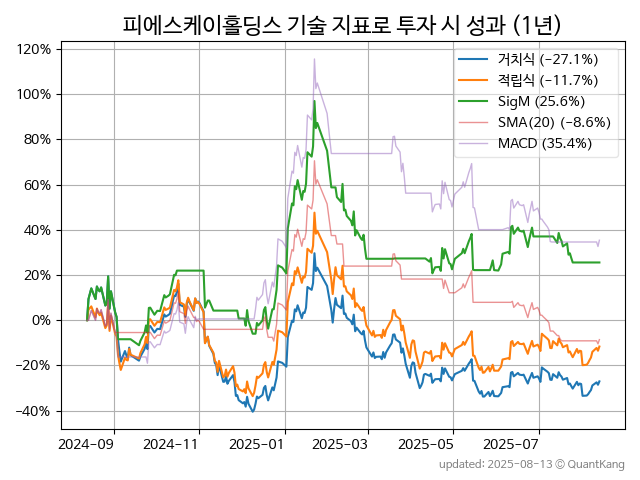 피에스케이홀딩스 기술 지표로 투자 시 성과 (1년)
120%
100%
80%
60%
40%
20%
0%
−20%
−40%
거치식 (-27.1%)
적립식 (-11.7%)
SigM (25.6%)
SMA(20) (-8.6%)
MACD (35.4%)
2024-09
2024-11
2025-01
2025-03
2025-05
2025-07
updated: 2025-08-13 © QuantKang